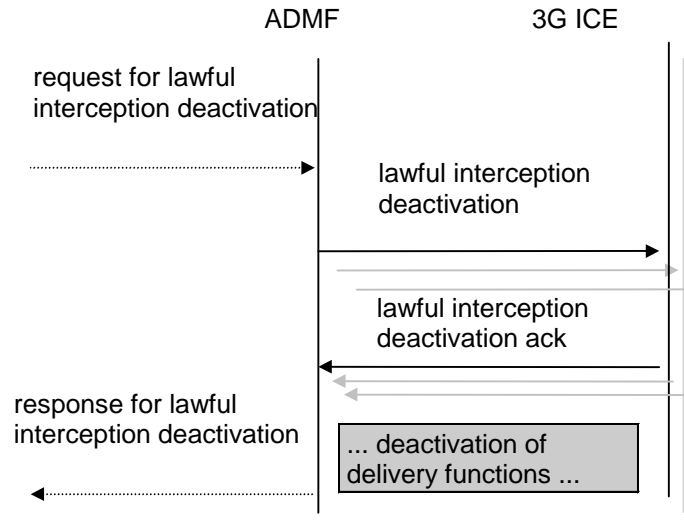 ADMF 3G ICE
request for lawful
interception deactivation
lawful interception
deactivation
lawful interception
deactivation ack
response for lawful
interception deactivation
... deactivation of
delivery functions ...